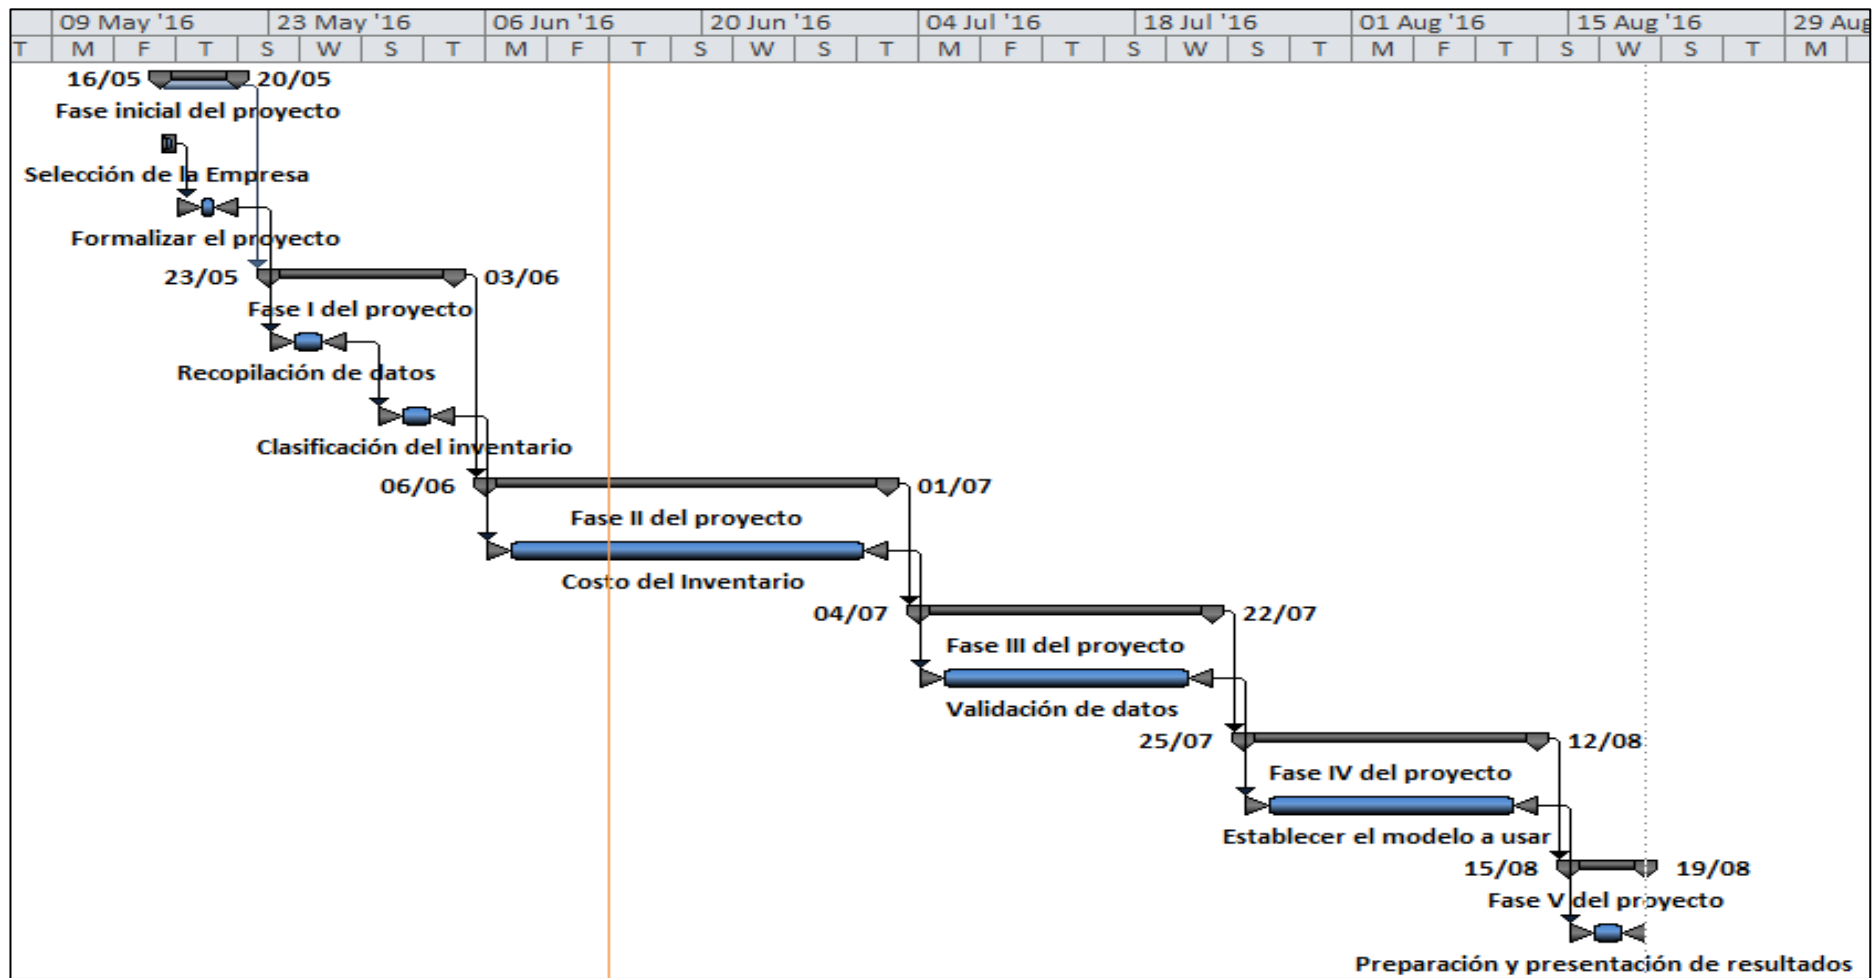 09 May '16 23 May '16 06 Jun '16 20 Jun '16 04 Jul '16 18 Jul '16 01 Aug '16 15 Aug '16 29 Aug
T M F T S W S T M F T S W S T M F T S W S T M F T S W S T M
16/05 20/05
Fase inicial del proyecto
Selección de la Empresa
Formalizar el proyecto
23/05 03/06
Fase I del proyecto
Recopilación de datos
Clasificación del inventario
06/06 01/07
Fase II del proyecto
Costo del Inventario
04/07 22/07
Fase III del proyecto
Validación de datos
25/07 12/08
Fase IV del proyecto
Establecer el modelo a usar
15/08 19/08
Fase V del proyecto
Preparación y presentación de resultados